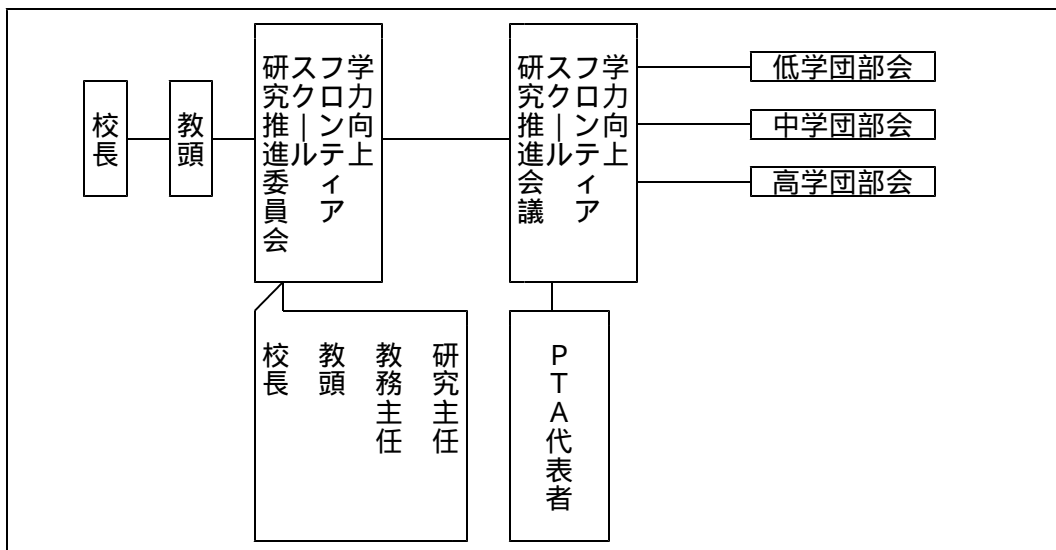 校長
教頭
学力向上
フロンティア
スクール
研究推進委員会
学力向上
フロンティア
スクール
研究推進会議
低学団部会
中学団部会
高学団部会
研究主任
教務主任
教頭
校長
PTA代表者